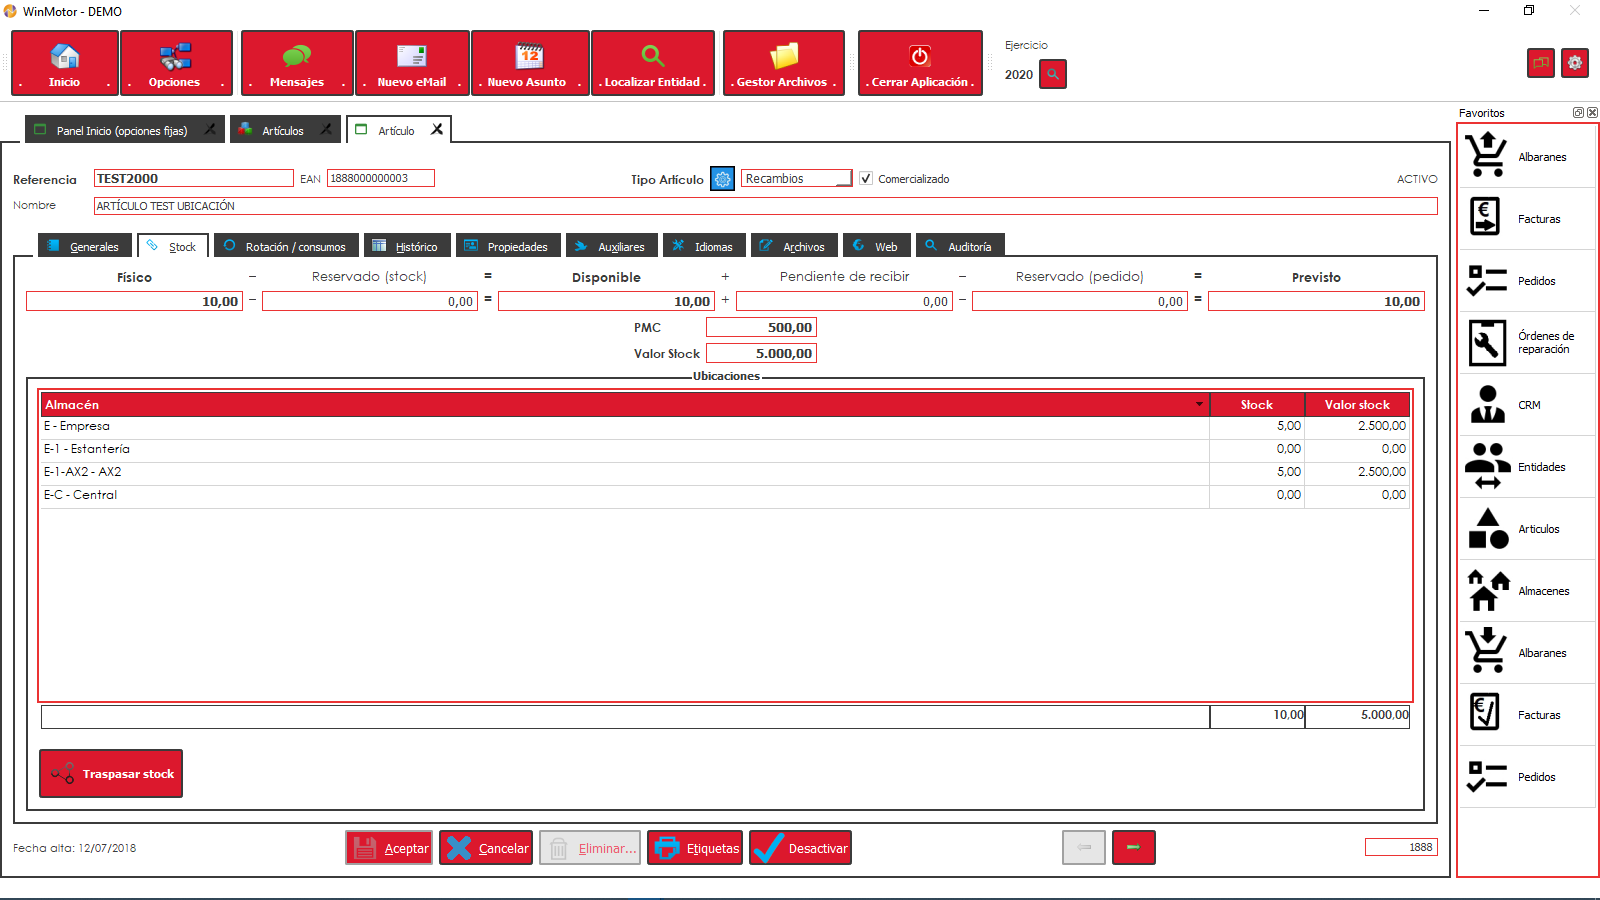 WinMotor - DEMO
. Inicio .
. Opciones .
. Mensajes .
. Nuevo eMail .
. Nuevo Asunto .
. Localizar Entidad .
. Gestor Archivos .
. Cerrar Aplicación .
Ejercicio
2020
Favoritos
Panel Inicio (opciones fijas)
Artículos
Artículo
Referencia TEST2000 EAN 1888000000003 Tipo Artículo Recambios Comercializado ACTIVO
Nombre ARTÍCULO TEST UBICACIÓN
Generales Stock Rotación / consumos Histórico Propiedades Auxiliares Idiomas Archivos Web Auditoría
Físico − Reservado (stock) = Disponible + Pendiente de recibir − Reservado (pedido) = Previsto
10,00 − 0,00 = 10,00 + 0,00 − 0,00 = 10,00
PMC 500,00
Valor Stock 5.000,00
Ubicaciones
Almacén Stock Valor stock
E - Empresa 5,00 2.500,00
E-1 - Estantería 0,00 0,00
E-1-AX2 - AX2 5,00 2.500,00
E-C - Central 0,00 0,00
10,00 5.000,00
Traspasar stock
Fecha alta: 12/07/2018
Aceptar
Cancelar
Eliminar...
Etiquetas
Desactivar
1888
Albaranes
Facturas
Pedidos
Órdenes de
reparación
CRM
Entidades
Articulos
Almacenes
Albaranes
Facturas
Pedidos